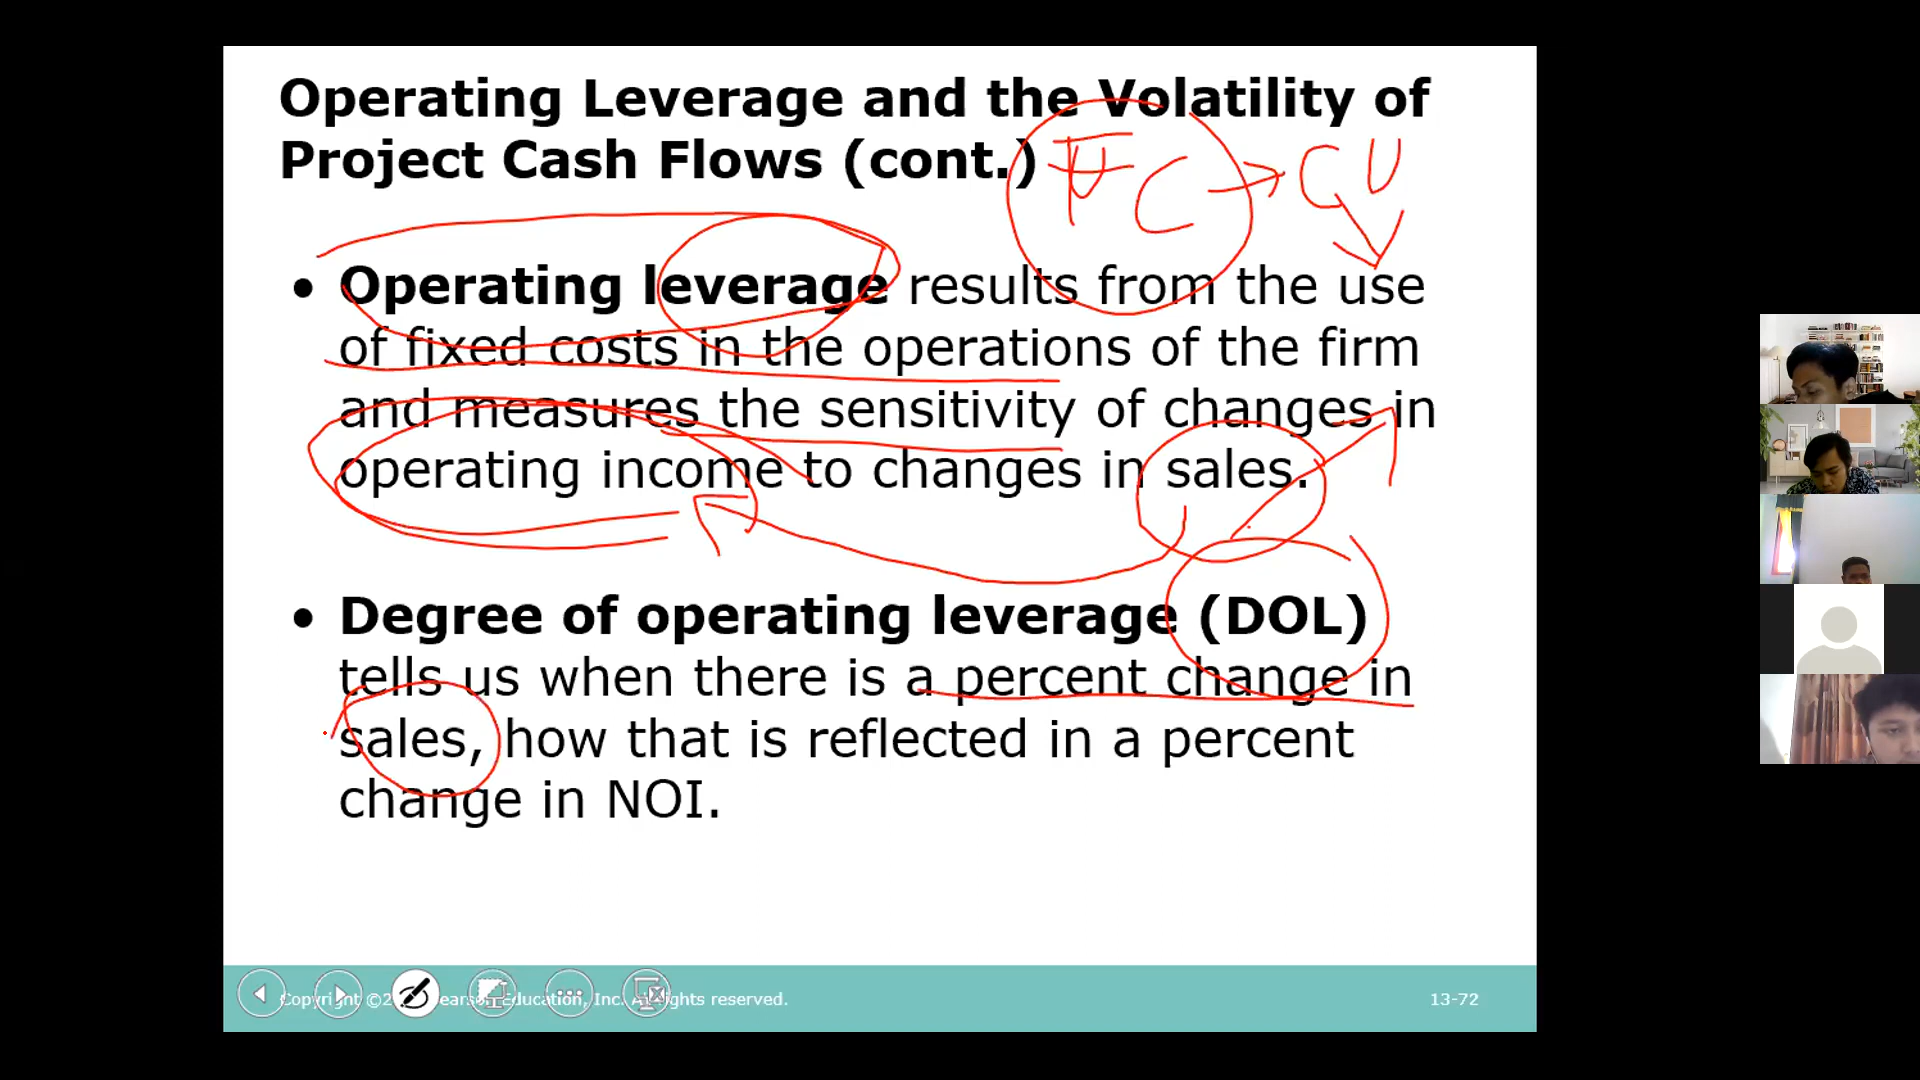 Operating Leverage and the Volatility of
Project Cash Flows (cont.)
FC → C
• Operating leverage results from the use
of fixed costs in the operations of the firm
and measures the sensitivity of changes in
operating income to changes in sales.
• Degree of operating leverage (DOL)
tells us when there is a percent change in
sales, how that is reflected in a percent
change in NOI.
Education, Inc. reserved.
13-72